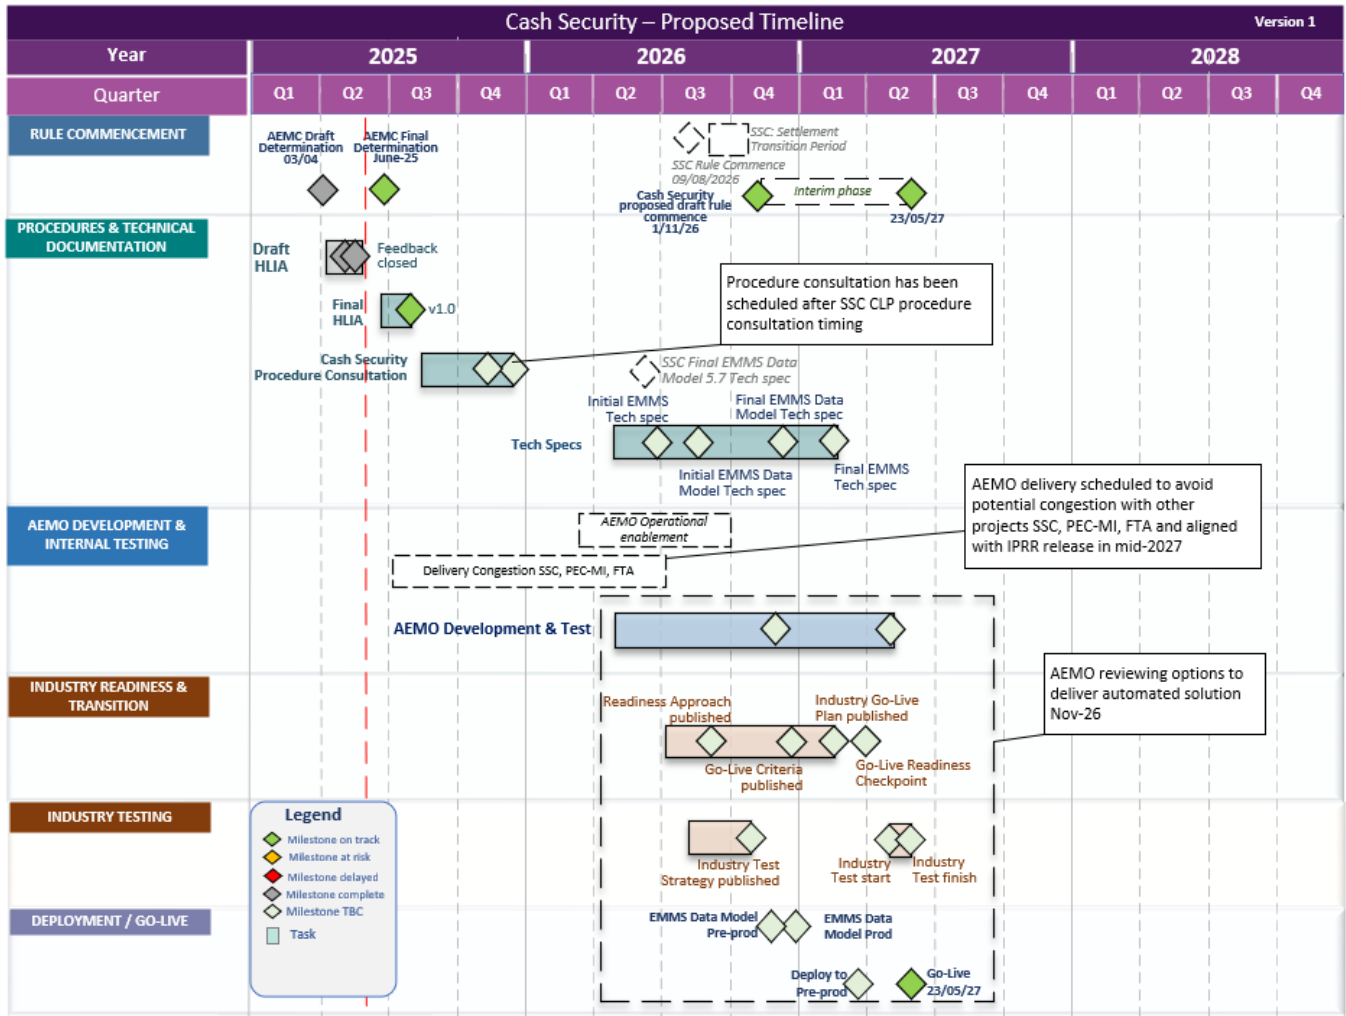 Cash Security – Proposed Timeline
Version 1
Year
2025
2026
2027
2028
Quarter
Q1
Q2
Q3
Q4
Q1
Q2
Q3
Q4
Q1
Q2
Q3
Q4
Q1
Q2
Q3
Q4
RULE COMMENCEMENT
AEMC Draft
Determination
03/04
AEMC Final
Determination
June-25
SSC: Settlement
Transition Period
SSC Rule Commence
09/08/2026
Cash Security
proposed draft rule
commence
1/11/26
Interim phase
23/05/27
PROCEDURES & TECHNICAL
DOCUMENTATION
Draft
HLIA
Feedback
closed
Final
HLIA
v1.0
Procedure consultation has been
scheduled after SSC CLP procedure
consultation timing
Cash Security
Procedure Consultation
SSC Final EMMS Data
Model 5.7 Tech spec
Initial EMMS
Tech spec
Final EMMS Data
Model Tech spec
Tech Specs
Initial EMMS Data
Model Tech spec
Final EMMS
Tech spec
AEMO delivery scheduled to avoid
potential congestion with other
projects SSC, PEC-MI, FTA and aligned
with IPRR release in mid-2027
AEMO DEVELOPMENT &
INTERNAL TESTING
AEMO Operational
enablement
Delivery Congestion SSC, PEC-MI, FTA
AEMO Development & Test
AEMO reviewing options to
deliver automated solution
Nov-26
INDUSTRY READINESS &
TRANSITION
Readiness Approach
published
Industry Go-Live
Plan published
Go-Live Criteria
published
Go-Live Readiness
Checkpoint
INDUSTRY TESTING
Industry Test
Strategy published
Industry
Test start
Industry
Test finish
Legend
Milestone on track
Milestone at risk
Milestone delayed
Milestone complete
Milestone TBC
Task
DEPLOYMENT / GO-LIVE
EMMS Data Model
Pre-prod
EMMS Data
Model Prod
Deploy to
Pre-prod
Go-Live
23/05/27